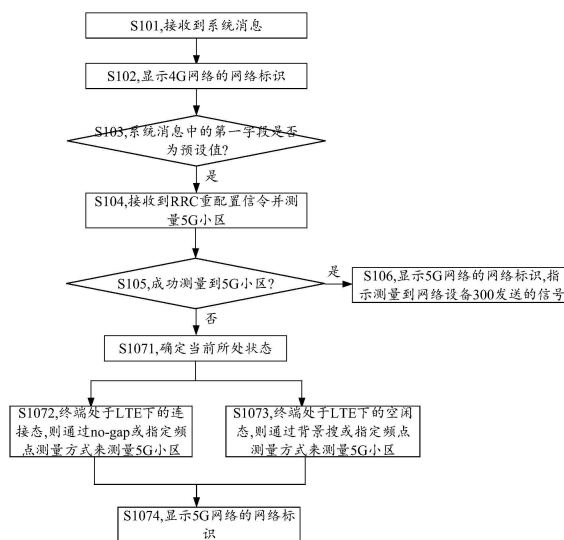 S101,接收到系统消息
S102,显示4G网络的网络标识
S103,系统消息中的第一字段是否
为预设值?
是
S104,接收到RRC重配置信令并测
量5G小区
S105,成功测量到5G小区?
是
S106,显示5G网络的网络标识,指
示测量到网络设备300发送的信号
否
S1071,确定当前所处状态
S1072,终端处于LTE下的连
接态,则通过no-gap或指定频
点测量方式来测量5G小区
S1073,终端处于LTE下的空闲
态,则通过背景搜或指定频点
测量方式来测量5G小区
S1074,显示5G网络的网络标
识